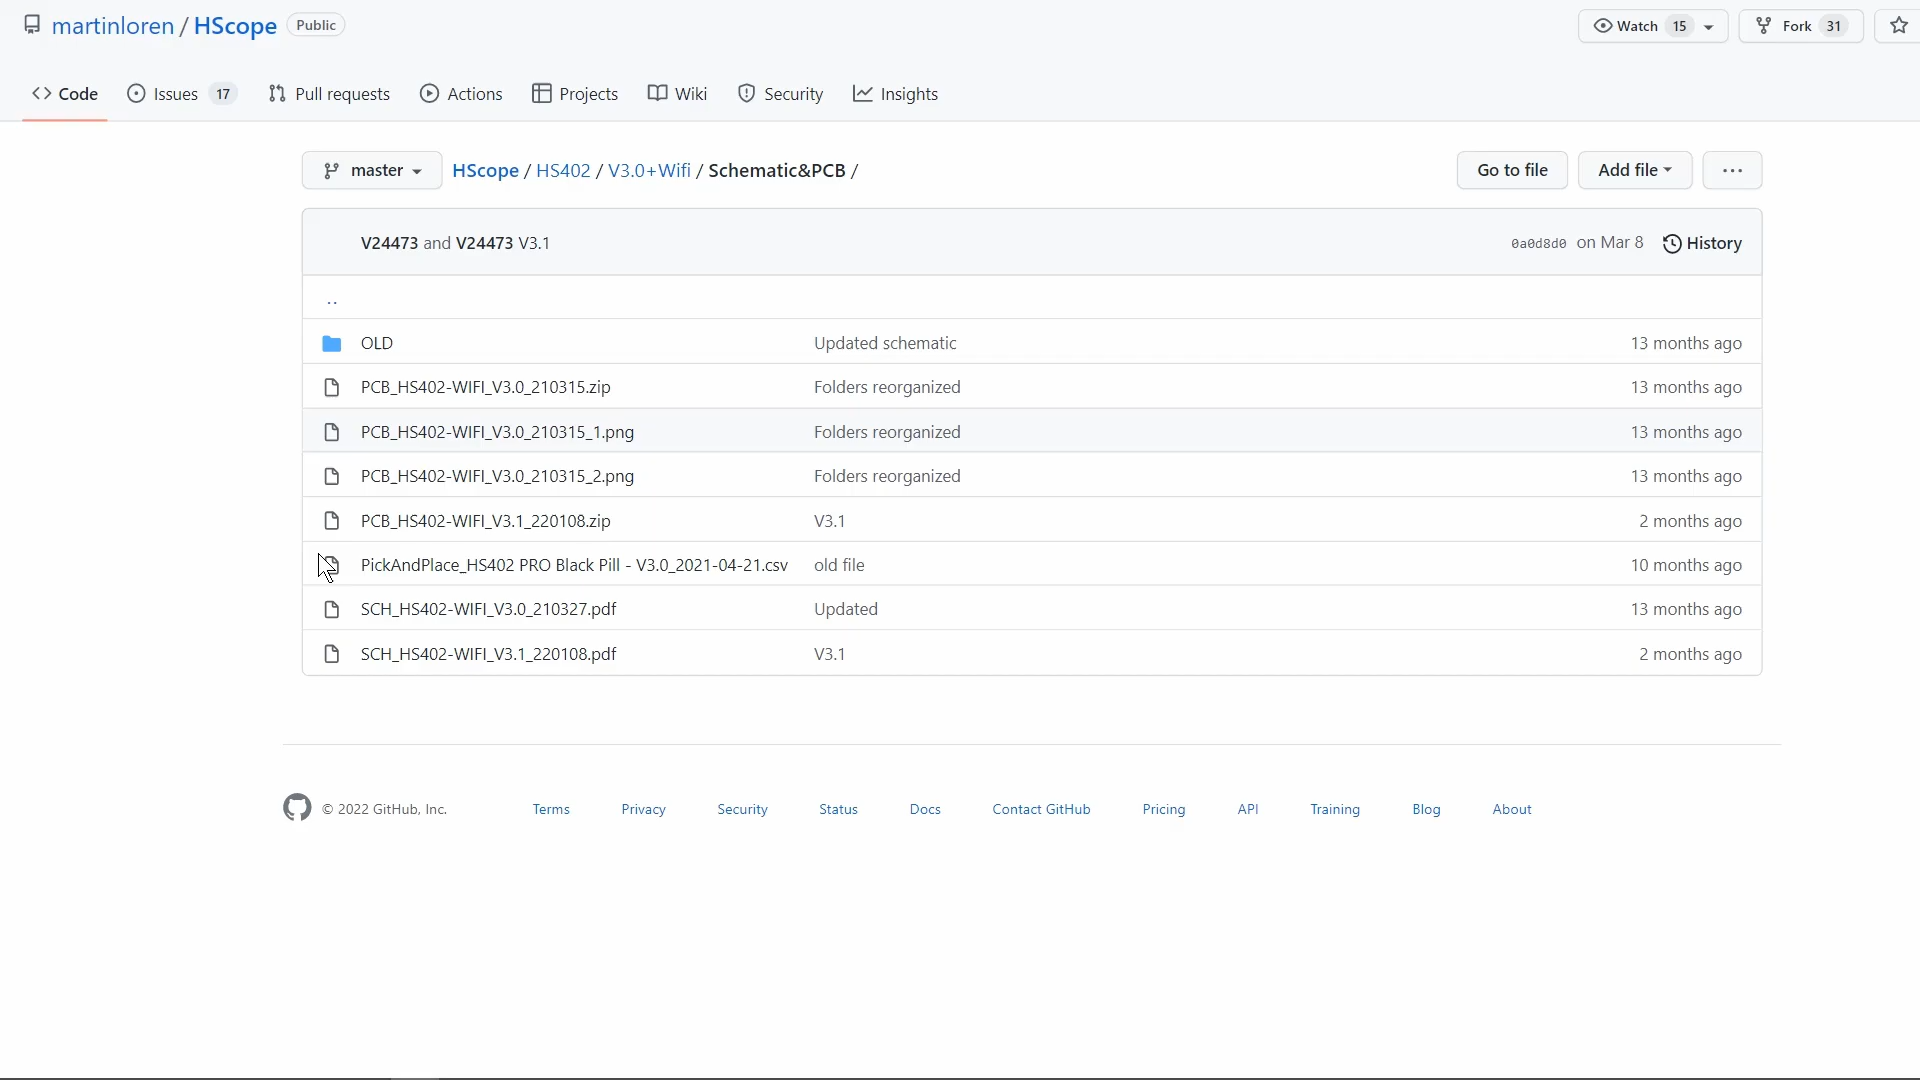 martinloren / HScope Public
Watch 15
Fork 31
Code
Issues 17
Pull requests
Actions
Projects
Wiki
Security
Insights
master
HScope / HS402 / V3.0+Wifi / Schematic&PCB /
Go to file
Add file
...
V24473 and V24473 V3.1
0a0d8d0 on Mar 8 History
..
OLD Updated schematic 13 months ago
PCB_HS402-WIFI_V3.0_210315.zip Folders reorganized 13 months ago
PCB_HS402-WIFI_V3.0_210315_1.png Folders reorganized 13 months ago
PCB_HS402-WIFI_V3.0_210315_2.png Folders reorganized 13 months ago
PCB_HS402-WIFI_V3.1_220108.zip V3.1 2 months ago
PickAndPlace_HS402 PRO Black Pill - V3.0_2021-04-21.csv old file 10 months ago
SCH_HS402-WIFI_V3.0_210327.pdf Updated 13 months ago
SCH_HS402-WIFI_V3.1_220108.pdf V3.1 2 months ago
© 2022 GitHub, Inc. Terms Privacy Security Status Docs Contact GitHub Pricing API Training Blog About